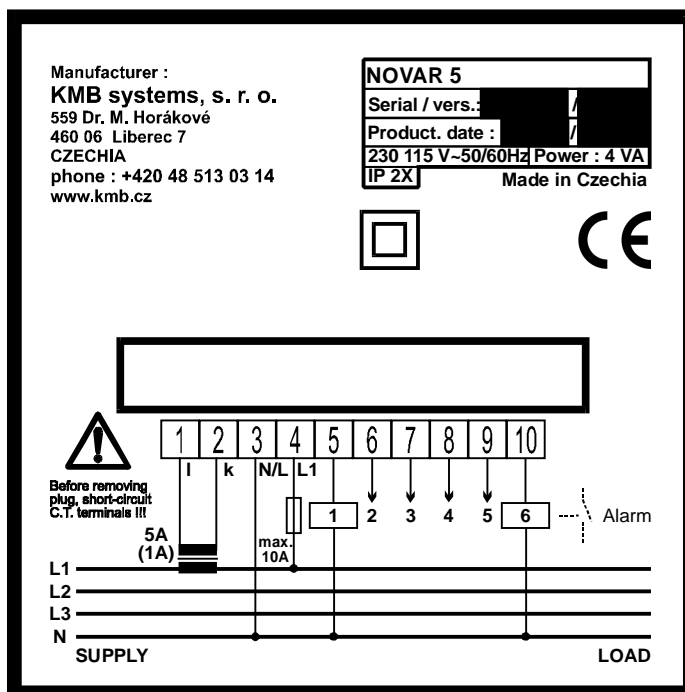 Manufacturer :
KMB systems, s. r. o.
559 Dr. M. Horákové
460 06 Liberec 7
CZECHIA
phone : +420 48 513 03 14
www.kmb.cz
NOVAR 5
Serial / vers.: /
Product. date : /
230 115 V~50/60Hz Power : 4 VA
IP 2X
Made in Czechia
CE
1 2 3 4 5 6 7 8 9 10
l k N/L L1
Before removing
plug, short-circuit
C.T. terminals !!!
1 2 3 4 5 6 Alarm
5A
(1A)
max.
10A
L1
L2
L3
N
SUPPLY LOAD